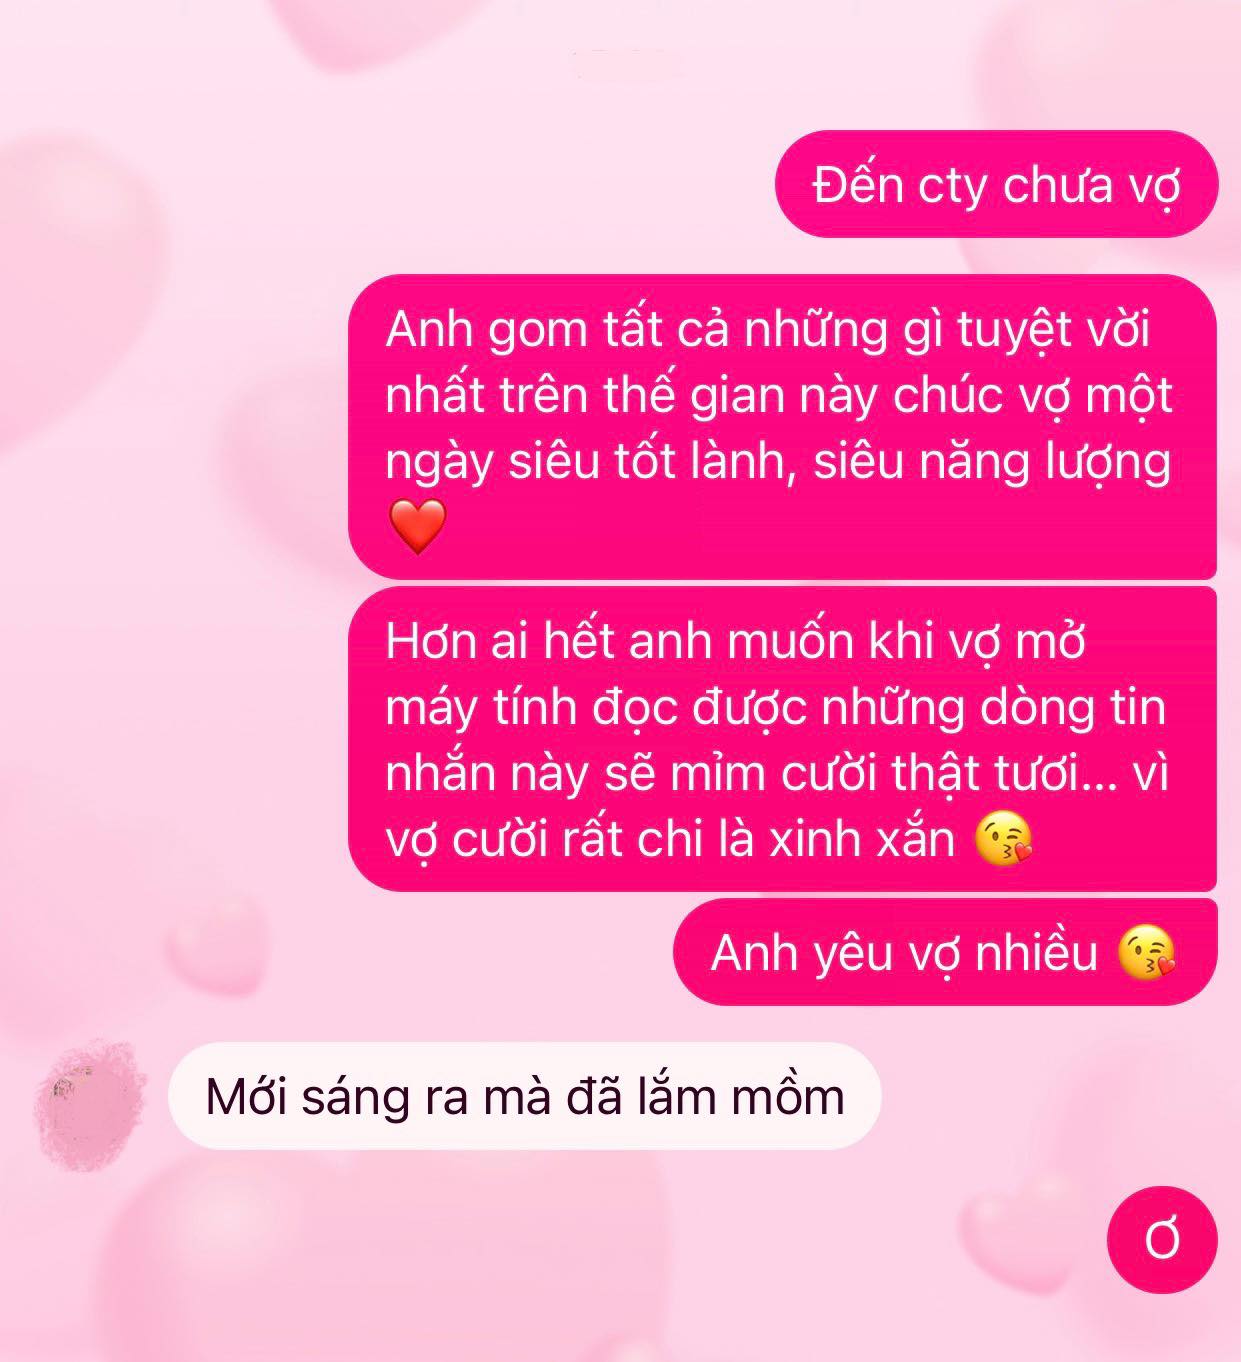 Đến cty chưa vợ
Anh gom tất cả những gì tuyệt vời
nhất trên thế gian này chúc vợ một
ngày siêu tốt lành, siêu năng lượng
❤️
Hơn ai hết anh muốn khi vợ mở
máy tính đọc được những dòng tin
nhắn này sẽ mỉm cười thật tươi... vì
vợ cười rất chi là xinh xắn 😘
Anh yêu vợ nhiều 😘
Mới sáng ra mà đã lắm mồm
Ơ